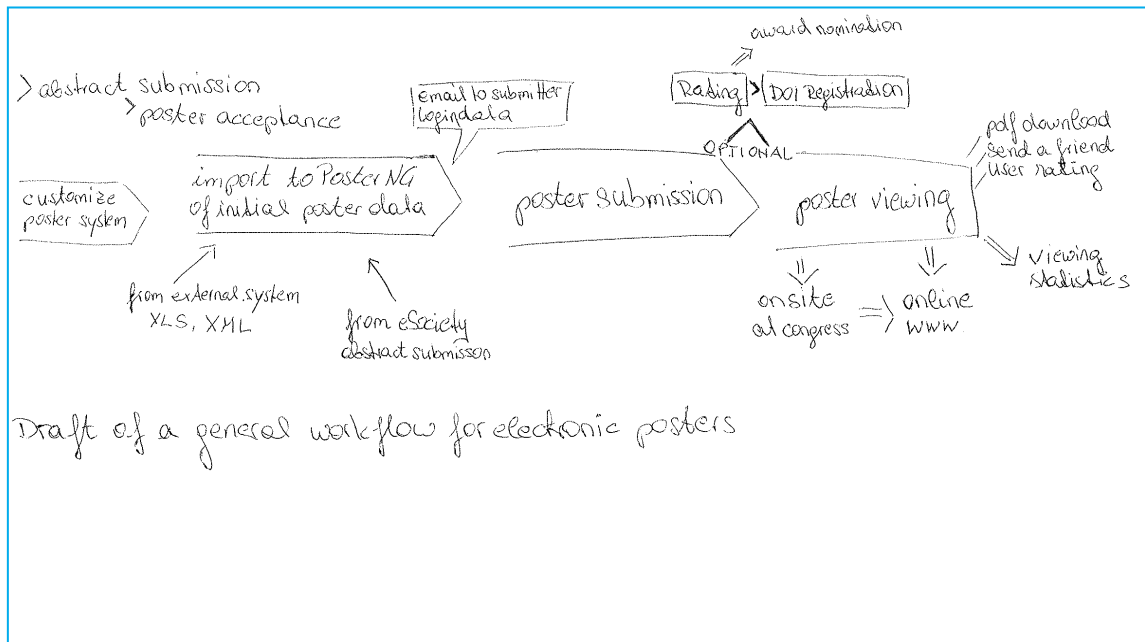 > abstract submission
> poster acceptance
customize
poster system
import to PosterNG
of initial poster data
email to submitter
logindata
from external system
XLS, XML
from eSociety
abstract submisson
poster submission
award nomination
Rating > DOI Registration
OPTIONAL
poster viewing
pdf download
send a friend
user rating
viewing
statistics
onsite
at congress
online
www.
Draft of a general workflow for electronic posters